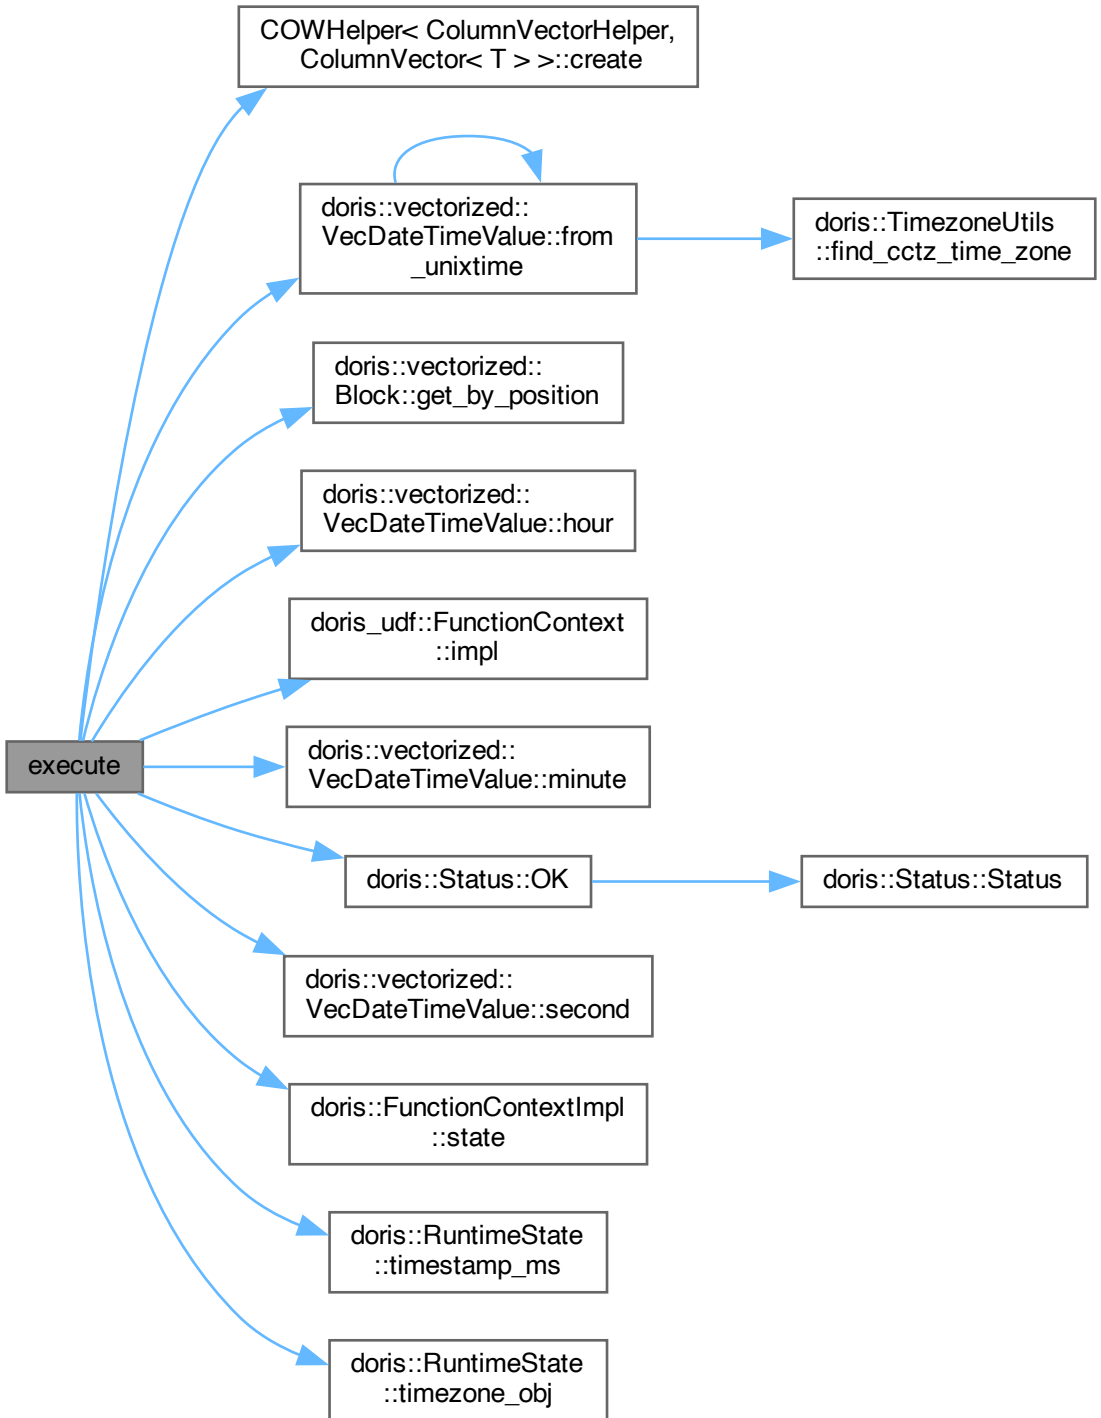 COWHelper< ColumnVectorHelper,
ColumnVector< T > >::create
doris::vectorized::
VecDateTimeValue::from
_unixtime
doris::TimezoneUtils
::find_cctz_time_zone
doris::vectorized::
Block::get_by_position
doris::vectorized::
VecDateTimeValue::hour
doris_udf::FunctionContext
::impl
execute
doris::vectorized::
VecDateTimeValue::minute
doris::Status::OK
doris::Status::Status
doris::vectorized::
VecDateTimeValue::second
doris::FunctionContextImpl
::state
doris::RuntimeState
::timestamp_ms
doris::RuntimeState
::timezone_obj